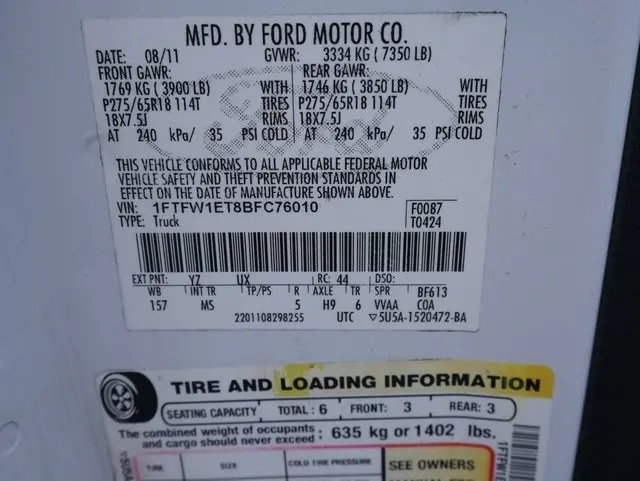 MFD. BY FORD MOTOR CO.
DATE: 08/11 GVWR: 3334 KG ( 7350 LB)
FRONT GAWR: REAR GAWR:
1769 KG ( 3900 LB) WITH 1746 KG ( 3850 LB) WITH
P275/65R18 114T TIRES P275/65R18 114T TIRES
18X7.5J RIMS 18X7.5J RIMS
AT 240 kPa/ 35 PSI COLD AT 240 kPa/ 35 PSI COLD
Ford
THIS VEHICLE CONFORMS TO ALL APPLICABLE FEDERAL MOTOR
VEHICLE SAFETY AND THEFT PREVENTION STANDARDS IN
EFFECT ON THE DATE OF MANUFACTURE SHOWN ABOVE.
VIN: 1FTFW1ET8BFC76010 F0087
TYPE: Truck T0424
EXT PNT: YZ UX RC: 44 DSO:
WB INT TR TP/PS R AXLE TR SPR BF613
157 MS 5 H9 6 VVAA COA
2201108298255 UTC ▽5U5A-1520472-BA
TIRE AND LOADING INFORMATION
SEATING CAPACITY TOTAL: 6 FRONT: 3 REAR: 3
The combined weight of occupants
and cargo should never exceed: 635 kg or 1402 lbs.
TIRE SIZE COLD TIRE PRESSURE SEE OWNERS